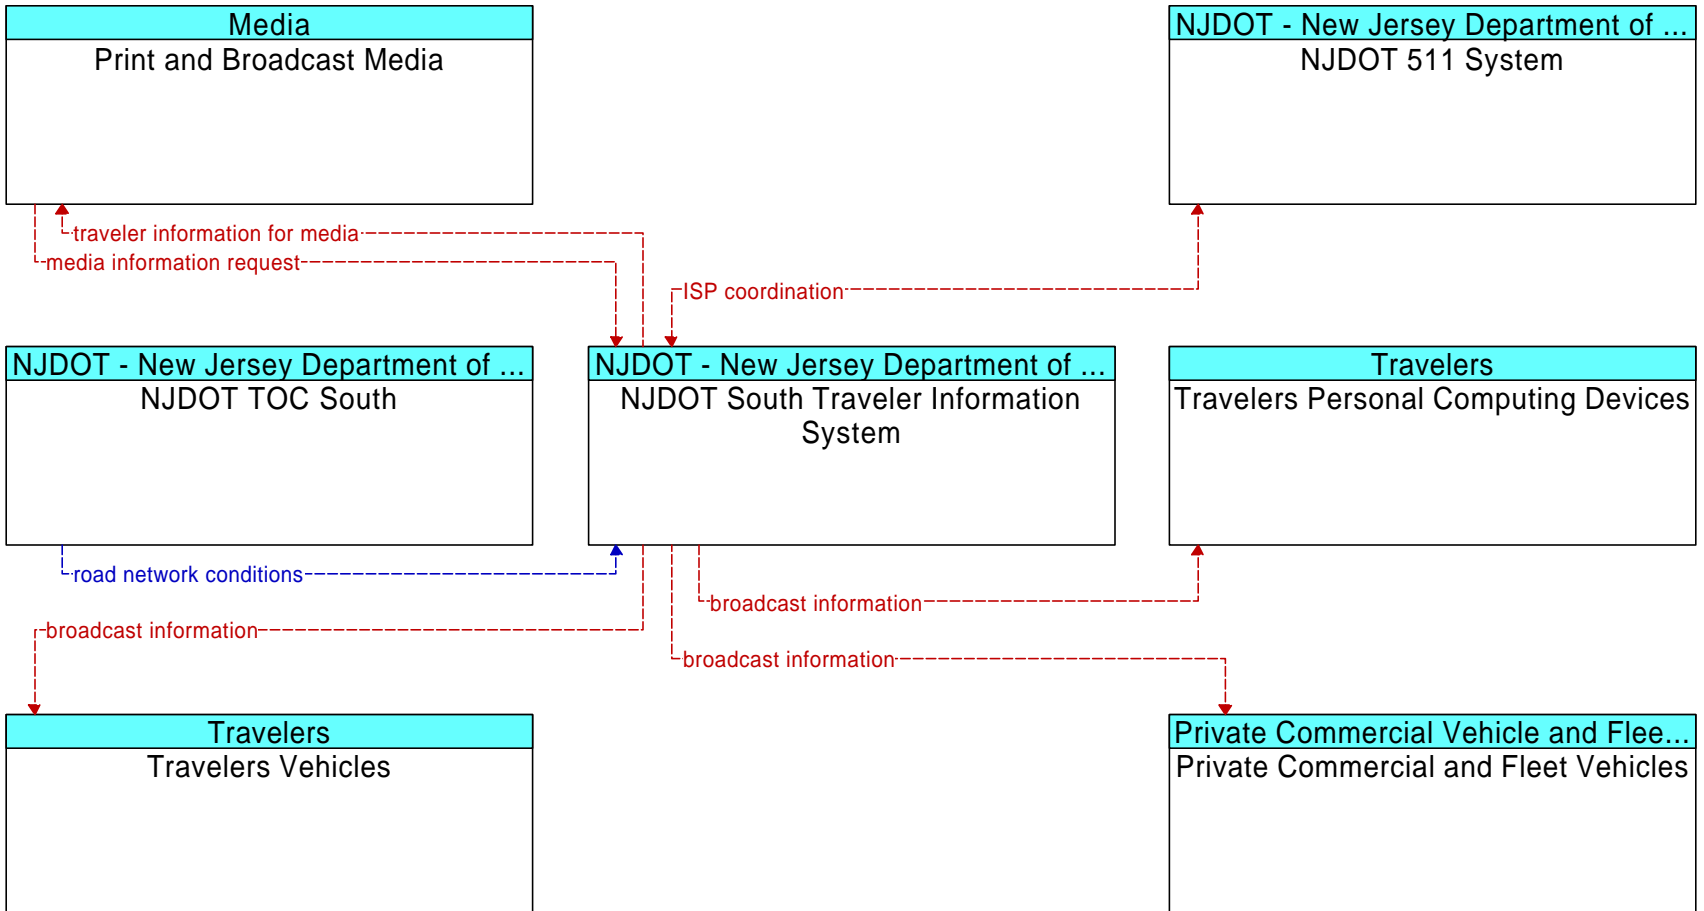 Media
Print and Broadcast Media
NJDOT - New Jersey Department of ...
NJDOT 511 System
traveler information for media
media information request
ISP coordination
NJDOT - New Jersey Department of ...
NJDOT TOC South
NJDOT - New Jersey Department of ...
NJDOT South Traveler Information
System
Travelers
Travelers Personal Computing Devices
road network conditions
broadcast information
broadcast information
broadcast information
Travelers
Travelers Vehicles
Private Commercial Vehicle and Flee...
Private Commercial and Fleet Vehicles